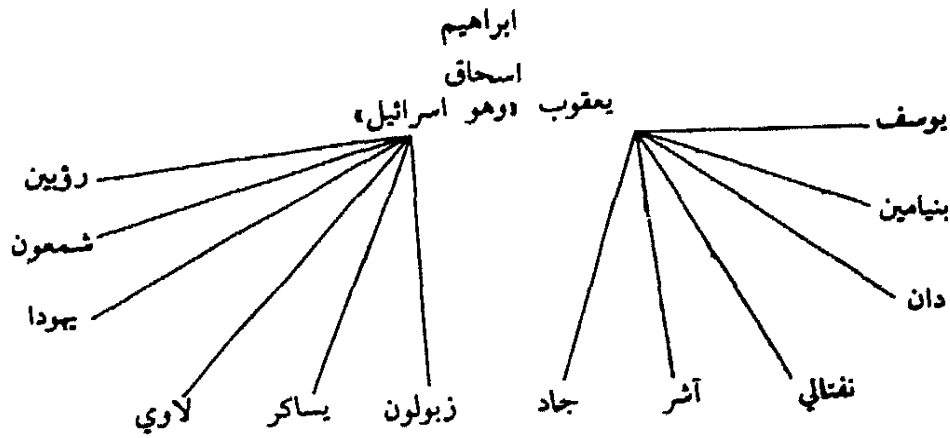 ابراهيم
اسحاق
يعقوب «وهو اسرائيل»
يوسف
بنيامين
دان
نفتالي
آشر
جاد
زبولون
يساكر
لاوي
يهودا
شمعون
رؤبين